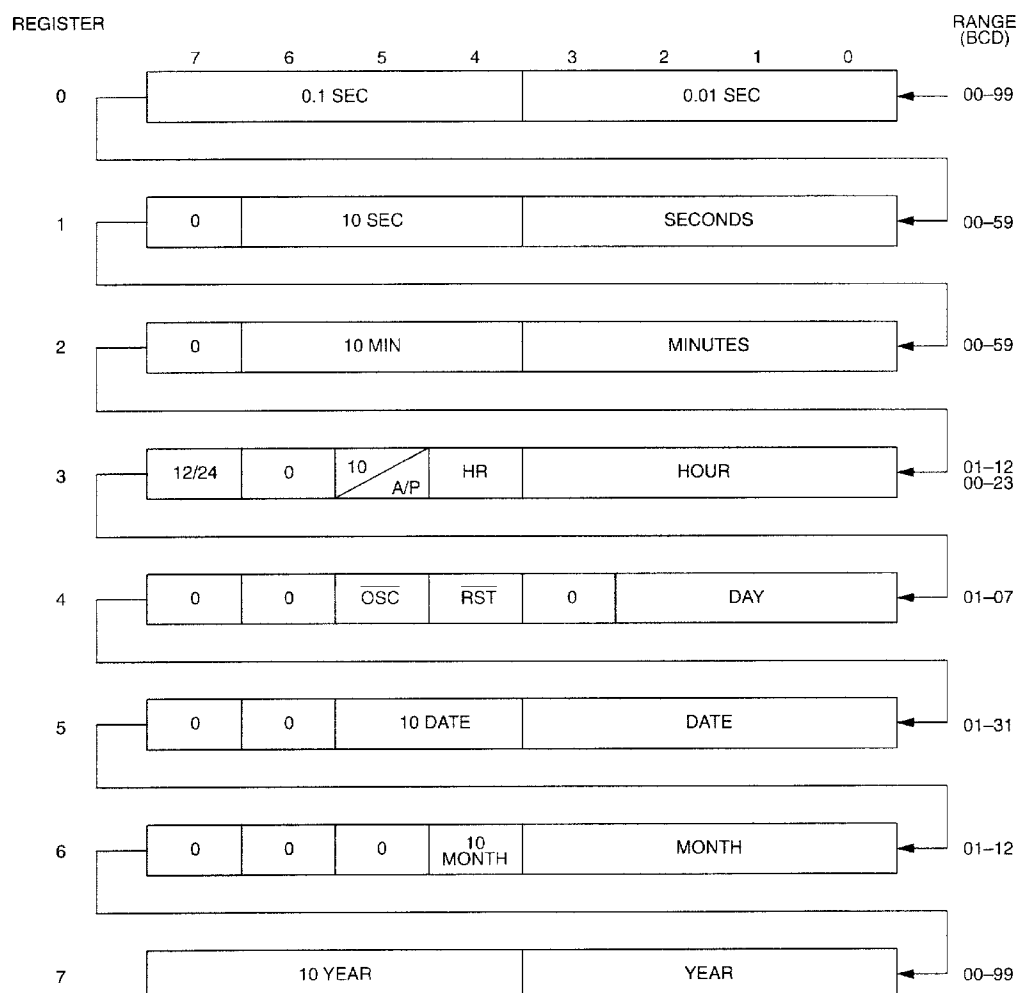 REGISTER
RANGE
(BCD)
7 6 5 4 3 2 1 0
0 0.1 SEC 0.01 SEC 00–99
1 0 10 SEC SECONDS 00–59
2 0 10 MIN MINUTES 00–59
3 12/24 0 10 A/P HR HOUR 01–12
00–23
4 0 0 OSC RST 0 DAY 01–07
5 0 0 10 DATE DATE 01–31
6 0 0 0 10 MONTH MONTH 01–12
7 10 YEAR YEAR 00–99